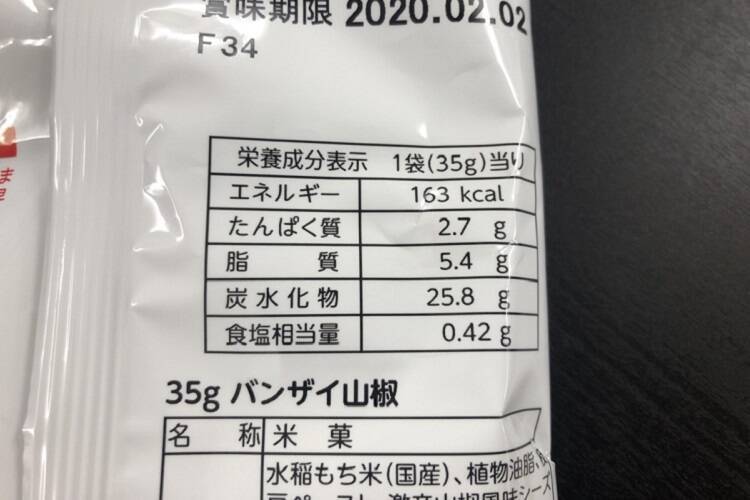 賞味期限 2020.02.02
F34
栄養成分表示 1袋(35g)当り
エネルギー 163 kcal
たんぱく質 2.7 g
脂質 5.4 g
炭水化物 25.8 g
食塩相当量 0.42 g
35g バンザイ山椒
名称 米菓
水稲もち米(国産)、植物油脂、